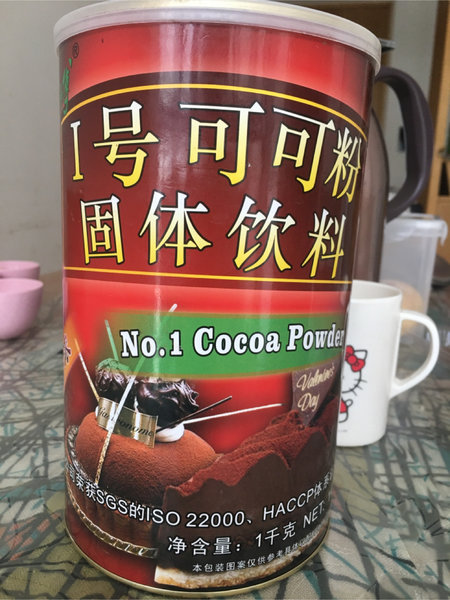 1号可可粉
固体饮料
No.1 Cocoa Powder
Valentine's
Day
荣获SGS的ISO 22000、HACCP体系
净含量：1千克 NET
本包装图案仅供参考